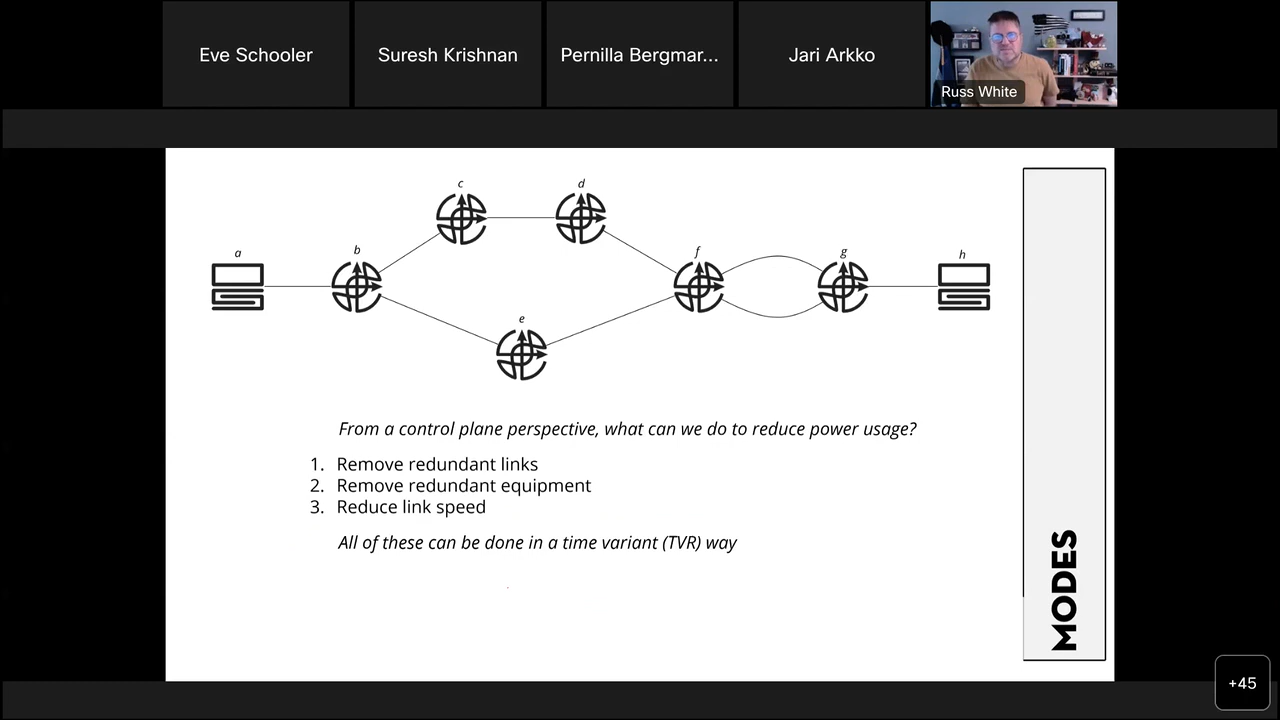 Eve Schooler
Suresh Krishnan
Pernilla Bergmar...
Jari Arkko
Russ White
c
d
a
b
f
g
h
e
From a control plane perspective, what can we do to reduce power usage?
1. Remove redundant links
2. Remove redundant equipment
3. Reduce link speed
All of these can be done in a time variant (TVR) way
MODES
+45